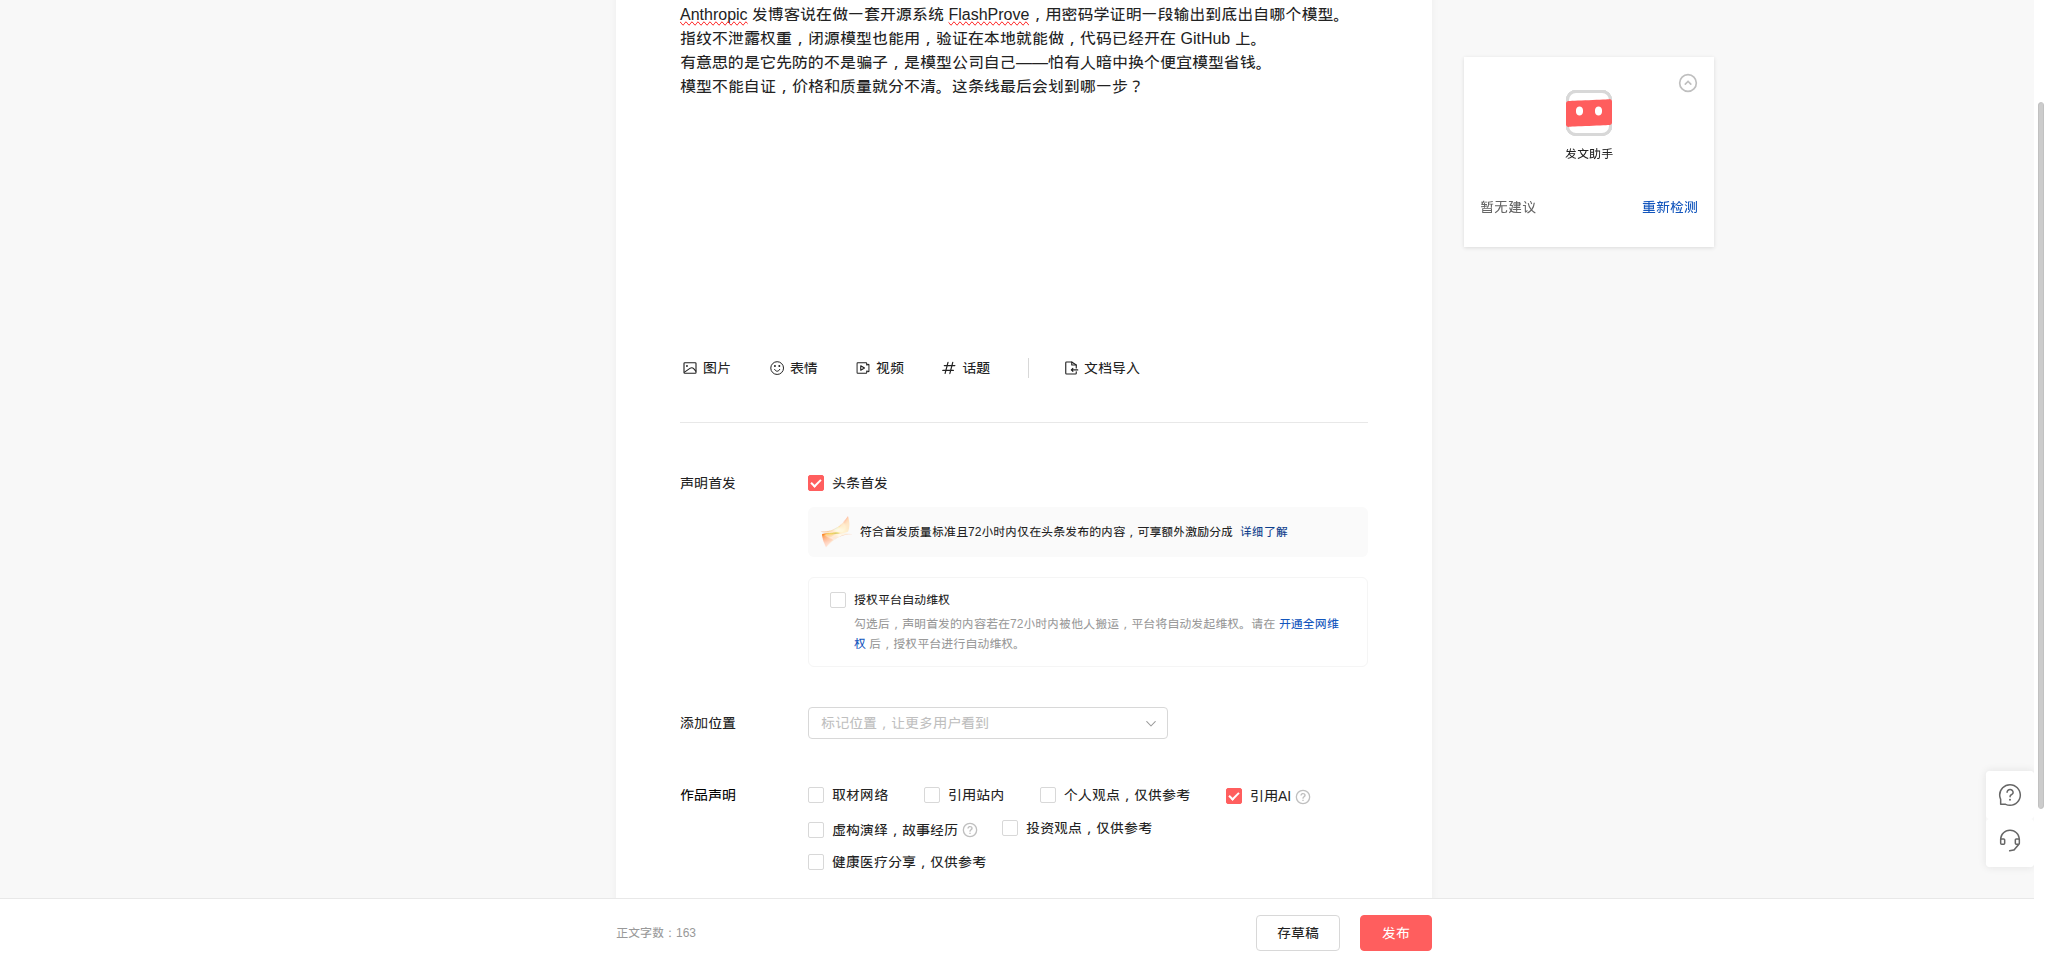 Anthropic 发博客说在做一套开源系统 FlashProve，用密码学证明一段输出到底出自哪个模型。
指纹不泄露权重，闭源模型也能用，验证在本地就能做，代码已经开在 GitHub 上。
有意思的是它先防的不是骗子，是模型公司自己——怕有人暗中换个便宜模型省钱。
模型不能自证，价格和质量就分不清。这条线最后会划到哪一步？
发文助手
暂无建议 重新检测
图片 表情 视频 # 话题 文档导入
声明首发 头条首发
符合首发质量标准且72小时内仅在头条发布的内容，可享额外激励分成 详细了解
授权平台自动维权
勾选后，声明首发的内容若在72小时内被他人搬运，平台将自动发起维权。请在 开通全网维
权 后，授权平台进行自动维权。
添加位置 标记位置，让更多用户看到
作品声明 取材网络 引用站内 个人观点，仅供参考 引用AI
虚构演绎，故事经历 投资观点，仅供参考
健康医疗分享，仅供参考
正文字数：163 存草稿 发布